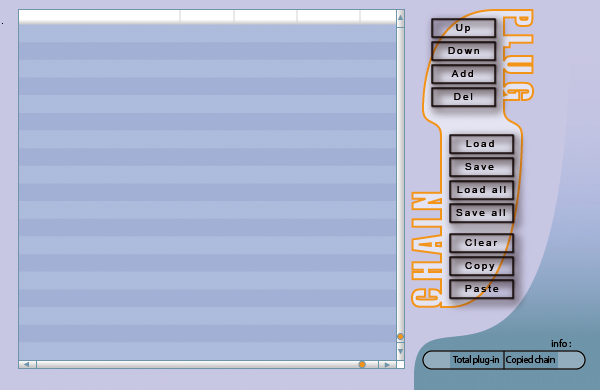 PLUG
Up
Down
Add
Del
CHAIN
Load
Save
Load all
Save all
Clear
Copy
Paste
info :
Total plug-in Copied chain